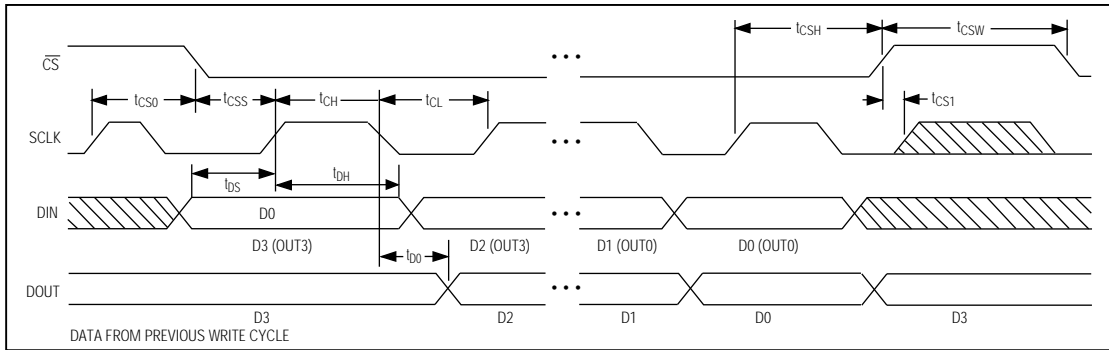 tCSH
tCSW
CS
tCS0
tCSS
tCH
tCL
tCS1
SCLK
tDS
tDH
DIN
D0
D3 (OUT3)
D2 (OUT3)
D1 (OUT0)
D0 (OUT0)
tD0
DOUT
D3
D2
D1
D0
D3
DATA FROM PREVIOUS WRITE CYCLE